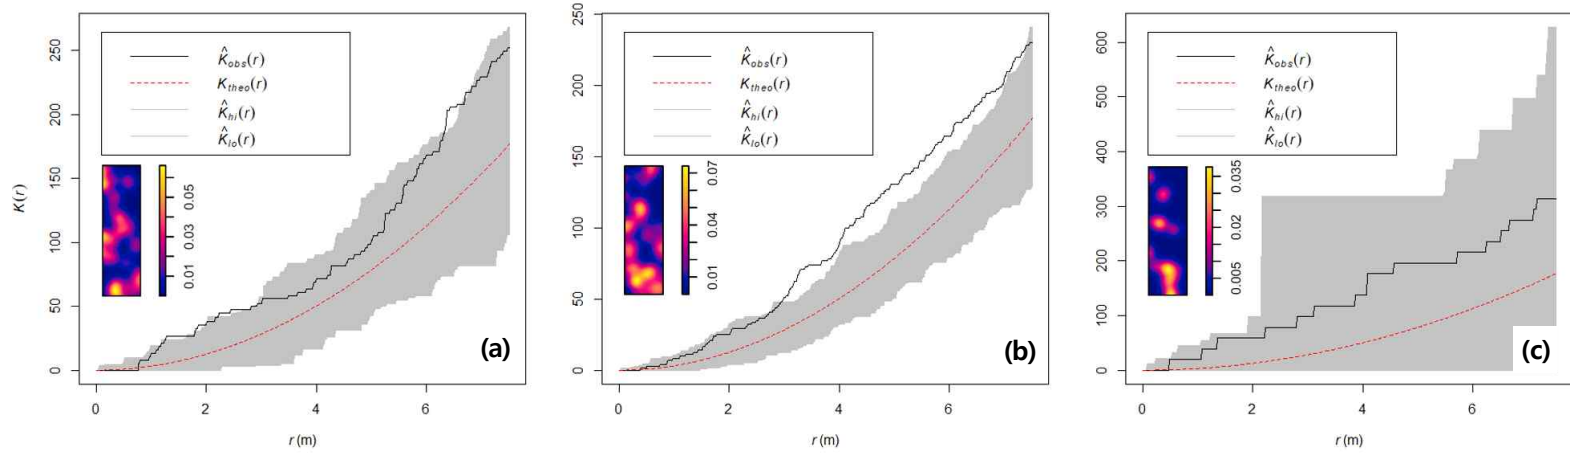 K̂obs(r)
Ktheo(r)
K̂hi(r)
K̂lo(r)
K(r)
0 50 100 150 200 250
0.01 0.03 0.05
(a)
0 2 4 6
r (m)
K̂obs(r)
Ktheo(r)
K̂hi(r)
K̂lo(r)
0 50 100 150 200 250
0.01 0.04 0.07
(b)
0 2 4 6
r (m)
K̂obs(r)
Ktheo(r)
K̂hi(r)
K̂lo(r)
0 100 200 300 400 500 600
0.005 0.02 0.035
(c)
0 2 4 6
r (m)